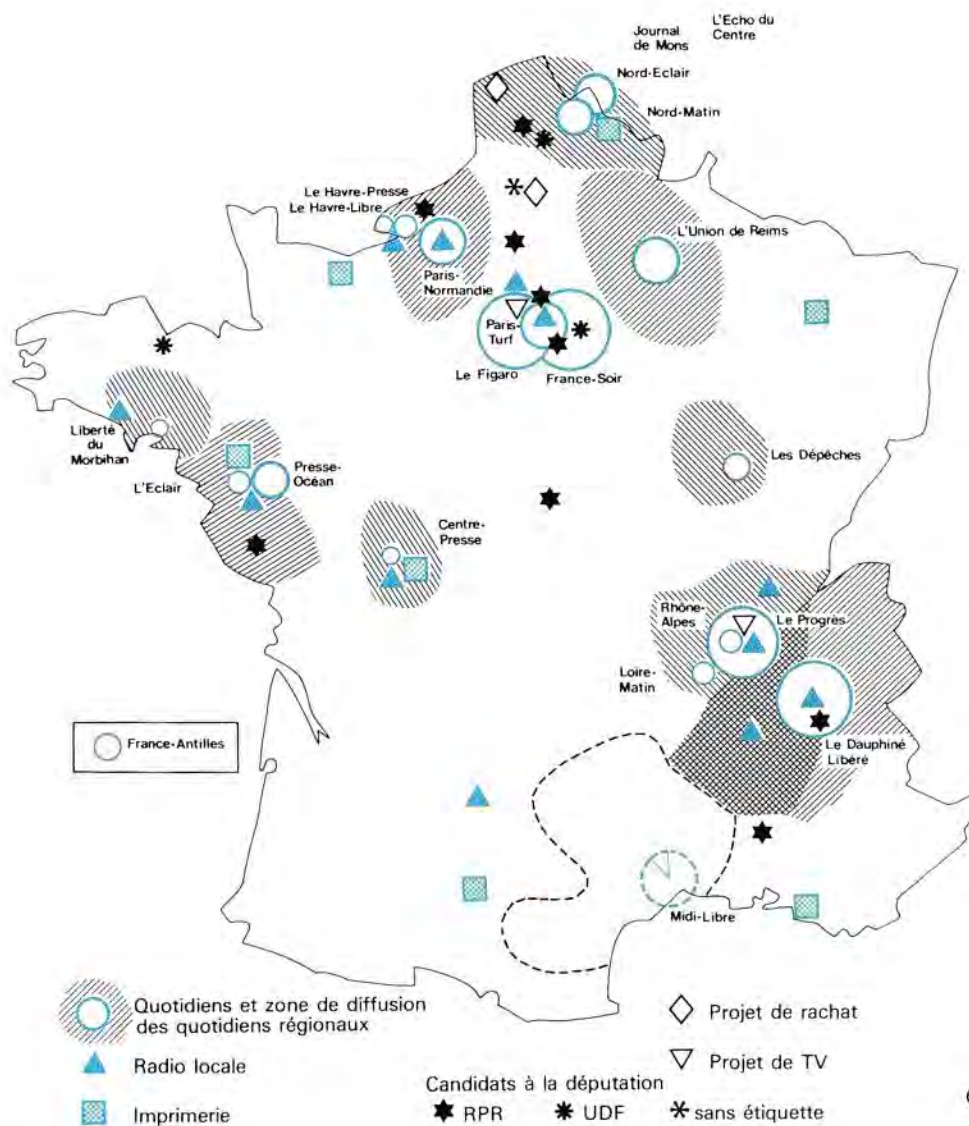 L'Echo du
Centre
Journal
de Mons
Nord-Eclair
Nord-Matin
Le Havre-Presse
Le Havre-Libre
L'Union de Reims
Paris-
Normandie
Paris-
Turf
Le Figaro
France-Soir
Liberté
du
Morbihan
L'Eclair
Presse-
Océan
Les Dépêches
Centre-
Presse
Rhône-
Alpes
Le Progrès
Loire-
Matin
France-Antilles
Le Dauphiné
Libéré
Midi-Libre
Quotidiens et zone de diffusion
des quotidiens régionaux
Radio locale
Imprimerie
Projet de rachat
Projet de TV
Candidats à la députation
RPR
UDF
sans étiquette